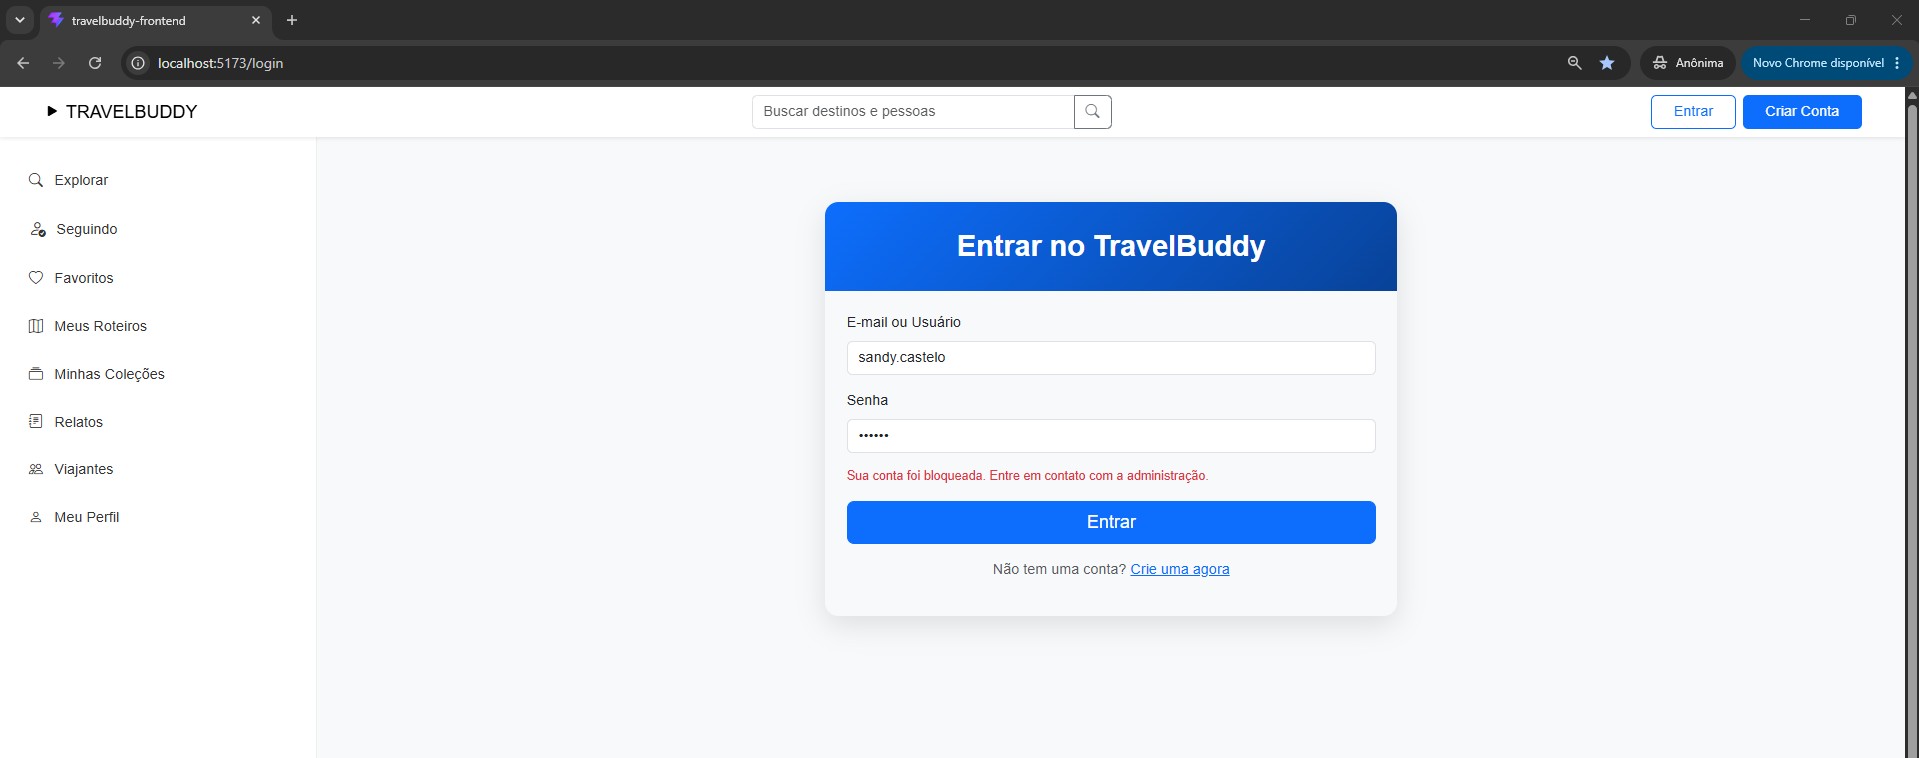 travelbuddy-frontend
localhost:5173/login
Anônima
Novo Chrome disponível
TRAVELBUDDY
Buscar destinos e pessoas
Entrar
Criar Conta
Explorar
Seguindo
Favoritos
Meus Roteiros
Minhas Coleções
Relatos
Viajantes
Meu Perfil
Entrar no TravelBuddy
E-mail ou Usuário
sandy.castelo
Senha
••••••
Sua conta foi bloqueada. Entre em contato com a administração.
Entrar
Não tem uma conta? Crie uma agora